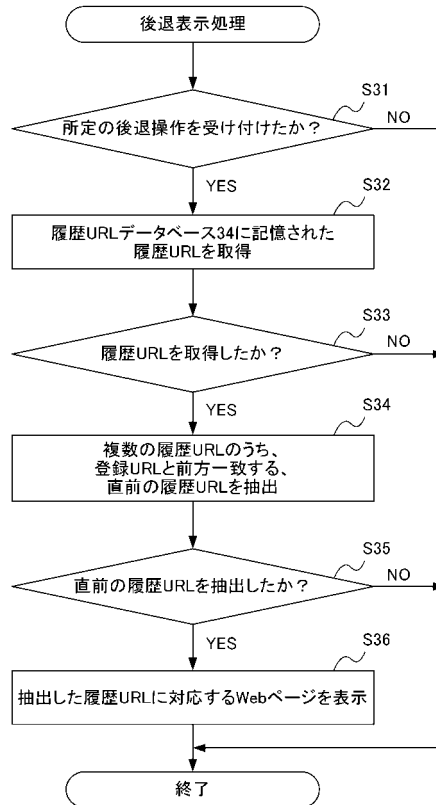 後退表示処理
S31
所定の後退操作を受け付けたか？
NO
YES
S32
履歴URLデータベース34に記憶された
履歴URLを取得
S33
履歴URLを取得したか？
NO
YES
S34
複数の履歴URLのうち、
登録URLと前方一致する、
直前の履歴URLを抽出
S35
直前の履歴URLを抽出したか？
NO
YES
S36
抽出した履歴URLに対応するWebページを表示
終了